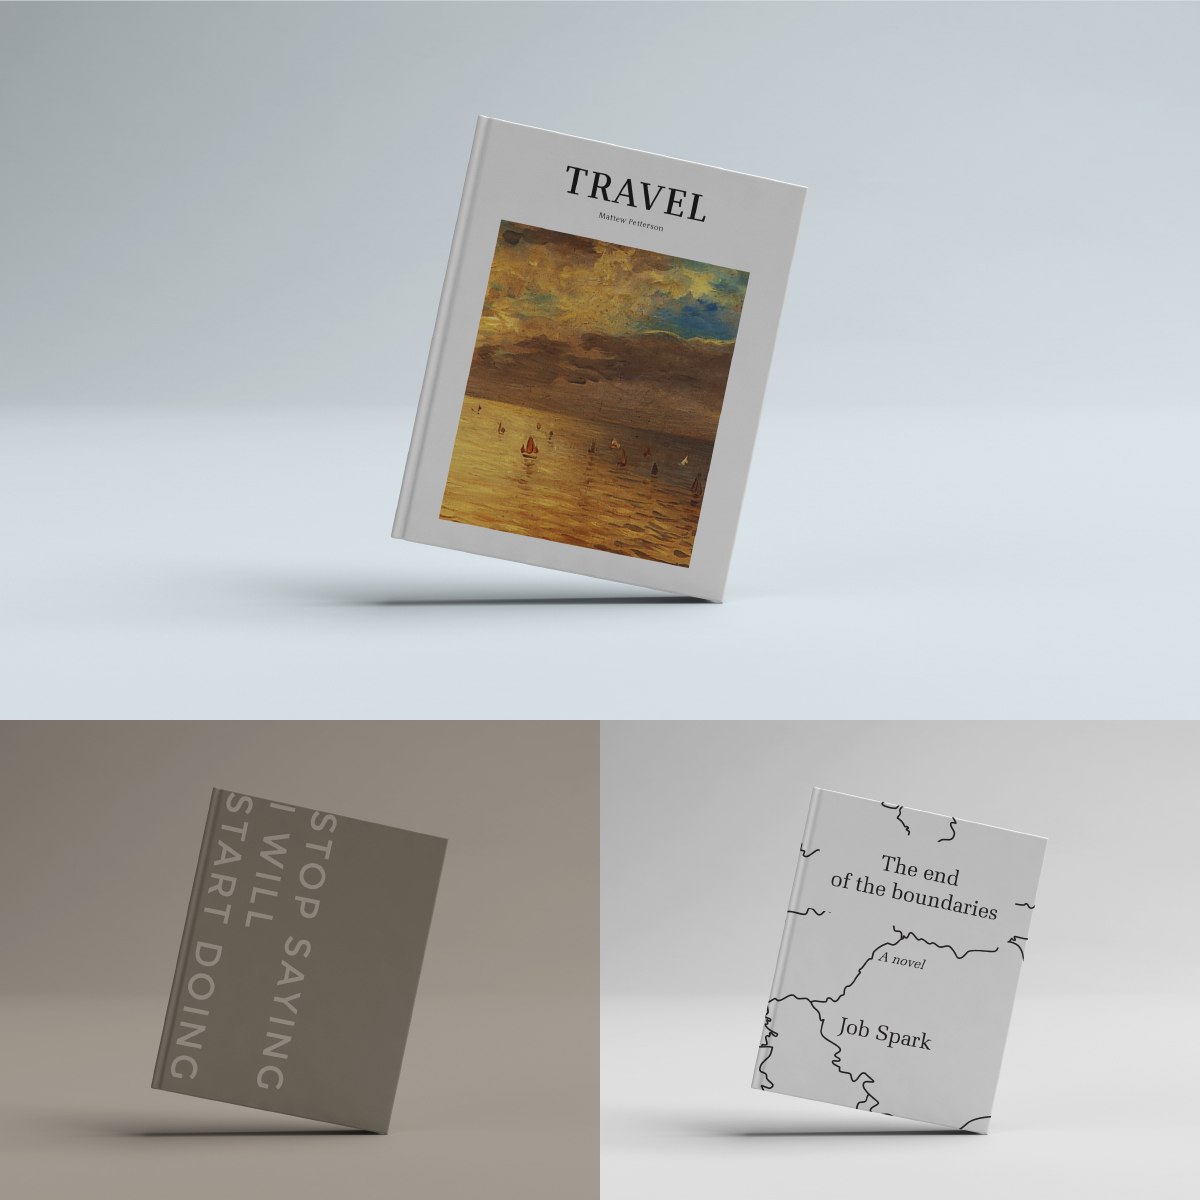 TRAVEL
Mattew Petterson
STOP SAYING
I WILL
START DOING
The end
of the boundaries
A novel
Job Spark